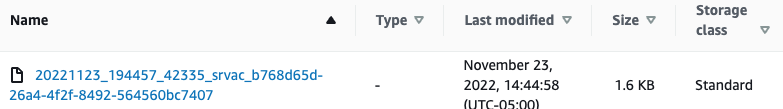 Name
Type
Last modified
Size
Storage class
20221123_194457_42335_srvac_b768d65d-
26a4-4f2f-8492-564560bc7407
-
November 23,
2022, 14:44:58
(UTC-05:00)
1.6 KB
Standard